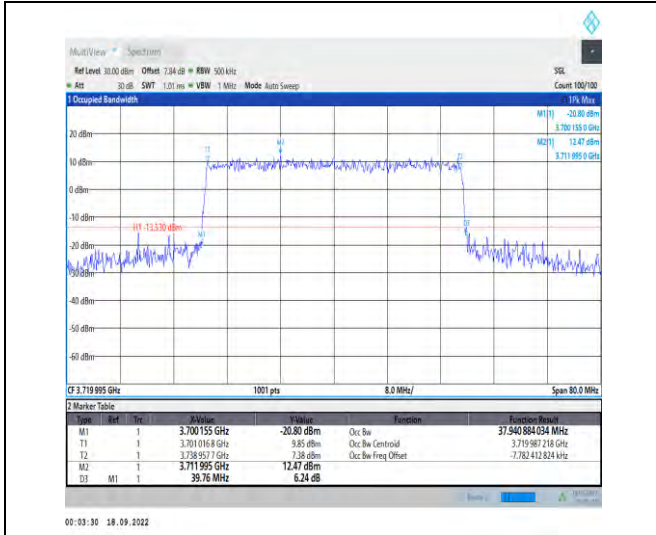 MultiView Spectrum
Ref Level 30.00 dBm Offset 7.84 dB RBW 500 kHz SGL
Att 30 dB SWT 1.01 ms VBW 1 MHz Mode Auto Sweep Count 100/100
1 Occupied Bandwidth 1Pk Max
M1[1] -20.80 dBm
3.700 155 0 GHz
M2[1] 12.47 dBm
3.711 995 0 GHz
20 dBm
M2
T1
T2
10 dBm
0 dBm
-10 dBm
H1 -13.530 dBm
D3
M1
-20 dBm
-30 dBm
-40 dBm
-50 dBm
-60 dBm
CF 3.719 995 GHz 1001 pts 8.0 MHz/ Span 80.0 MHz
2 Marker Table
Type Ref Trc X-Value Y-Value Function Function Result
M1 1 3.700 155 GHz -20.80 dBm Occ Bw 37.940 884 034 MHz
T1 1 3.701 016 8 GHz 9.85 dBm Occ Bw Centroid 3.719 987 218 GHz
T2 1 3.738 957 7 GHz 7.38 dBm Occ Bw Freq Offset -7.782 412 824 kHz
M2 1 3.711 995 GHz 12.47 dBm
D3 M1 1 39.76 MHz 6.24 dB
00:03:30 18.09.2022